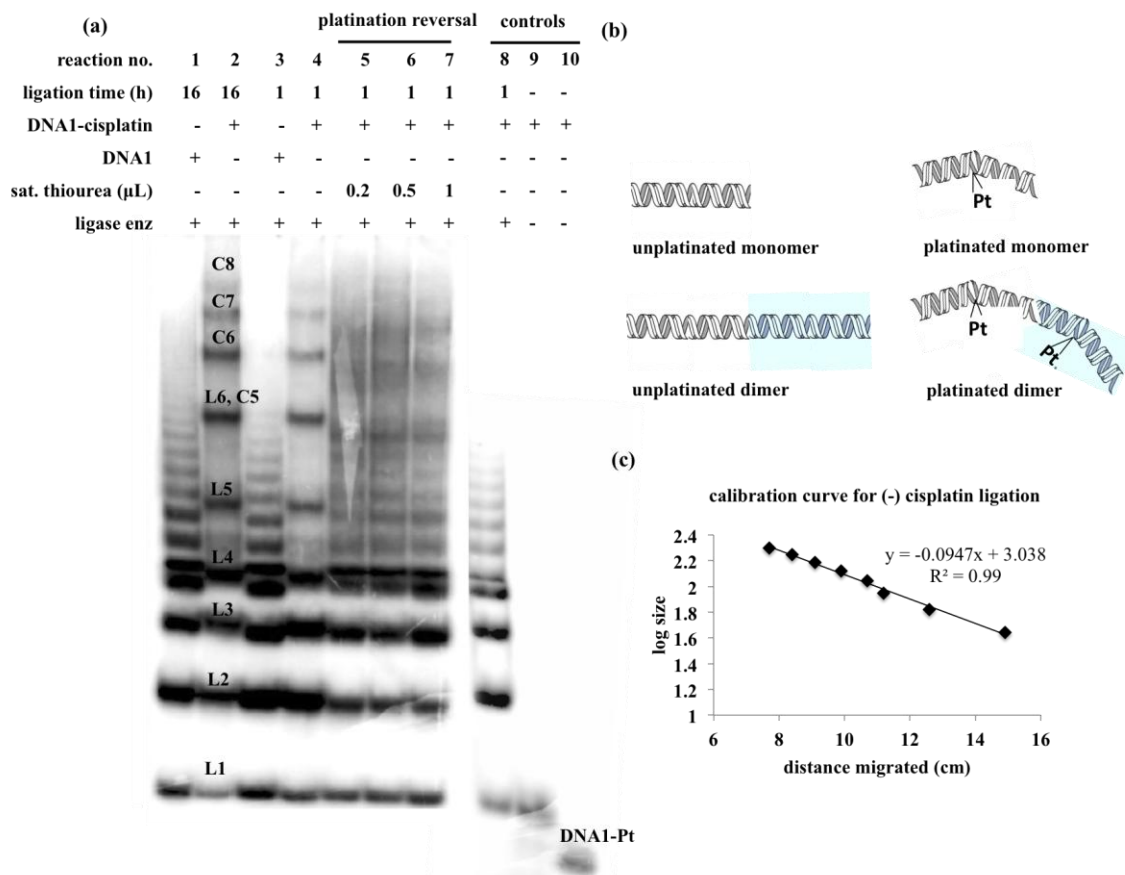 (a)
platination reversal controls
reaction no. 1 2 3 4 5 6 7 8 9 10
ligation time (h) 16 16 1 1 1 1 1 1 - -
DNA1-cisplatin - + - + + + + + + +
DNA1 + - + - - - - - - -
sat. thiourea (µL) - - - - 0.2 0.5 1 - - -
ligase enz + + + + + + + + - -
C8
C7
C6
L6, C5
L5
L4
L3
L2
L1
DNA1-Pt
(b)
unplatinated monomer
Pt
platinated monomer
unplatinated dimer
Pt
Pt.
platinated dimer
(c)
calibration curve for (-) cisplatin ligation
y = -0.0947x + 3.038
R² = 0.99
log size
2.4
2.2
2
1.8
1.6
1.4
1.2
1
6 8 10 12 14 16
distance migrated (cm)